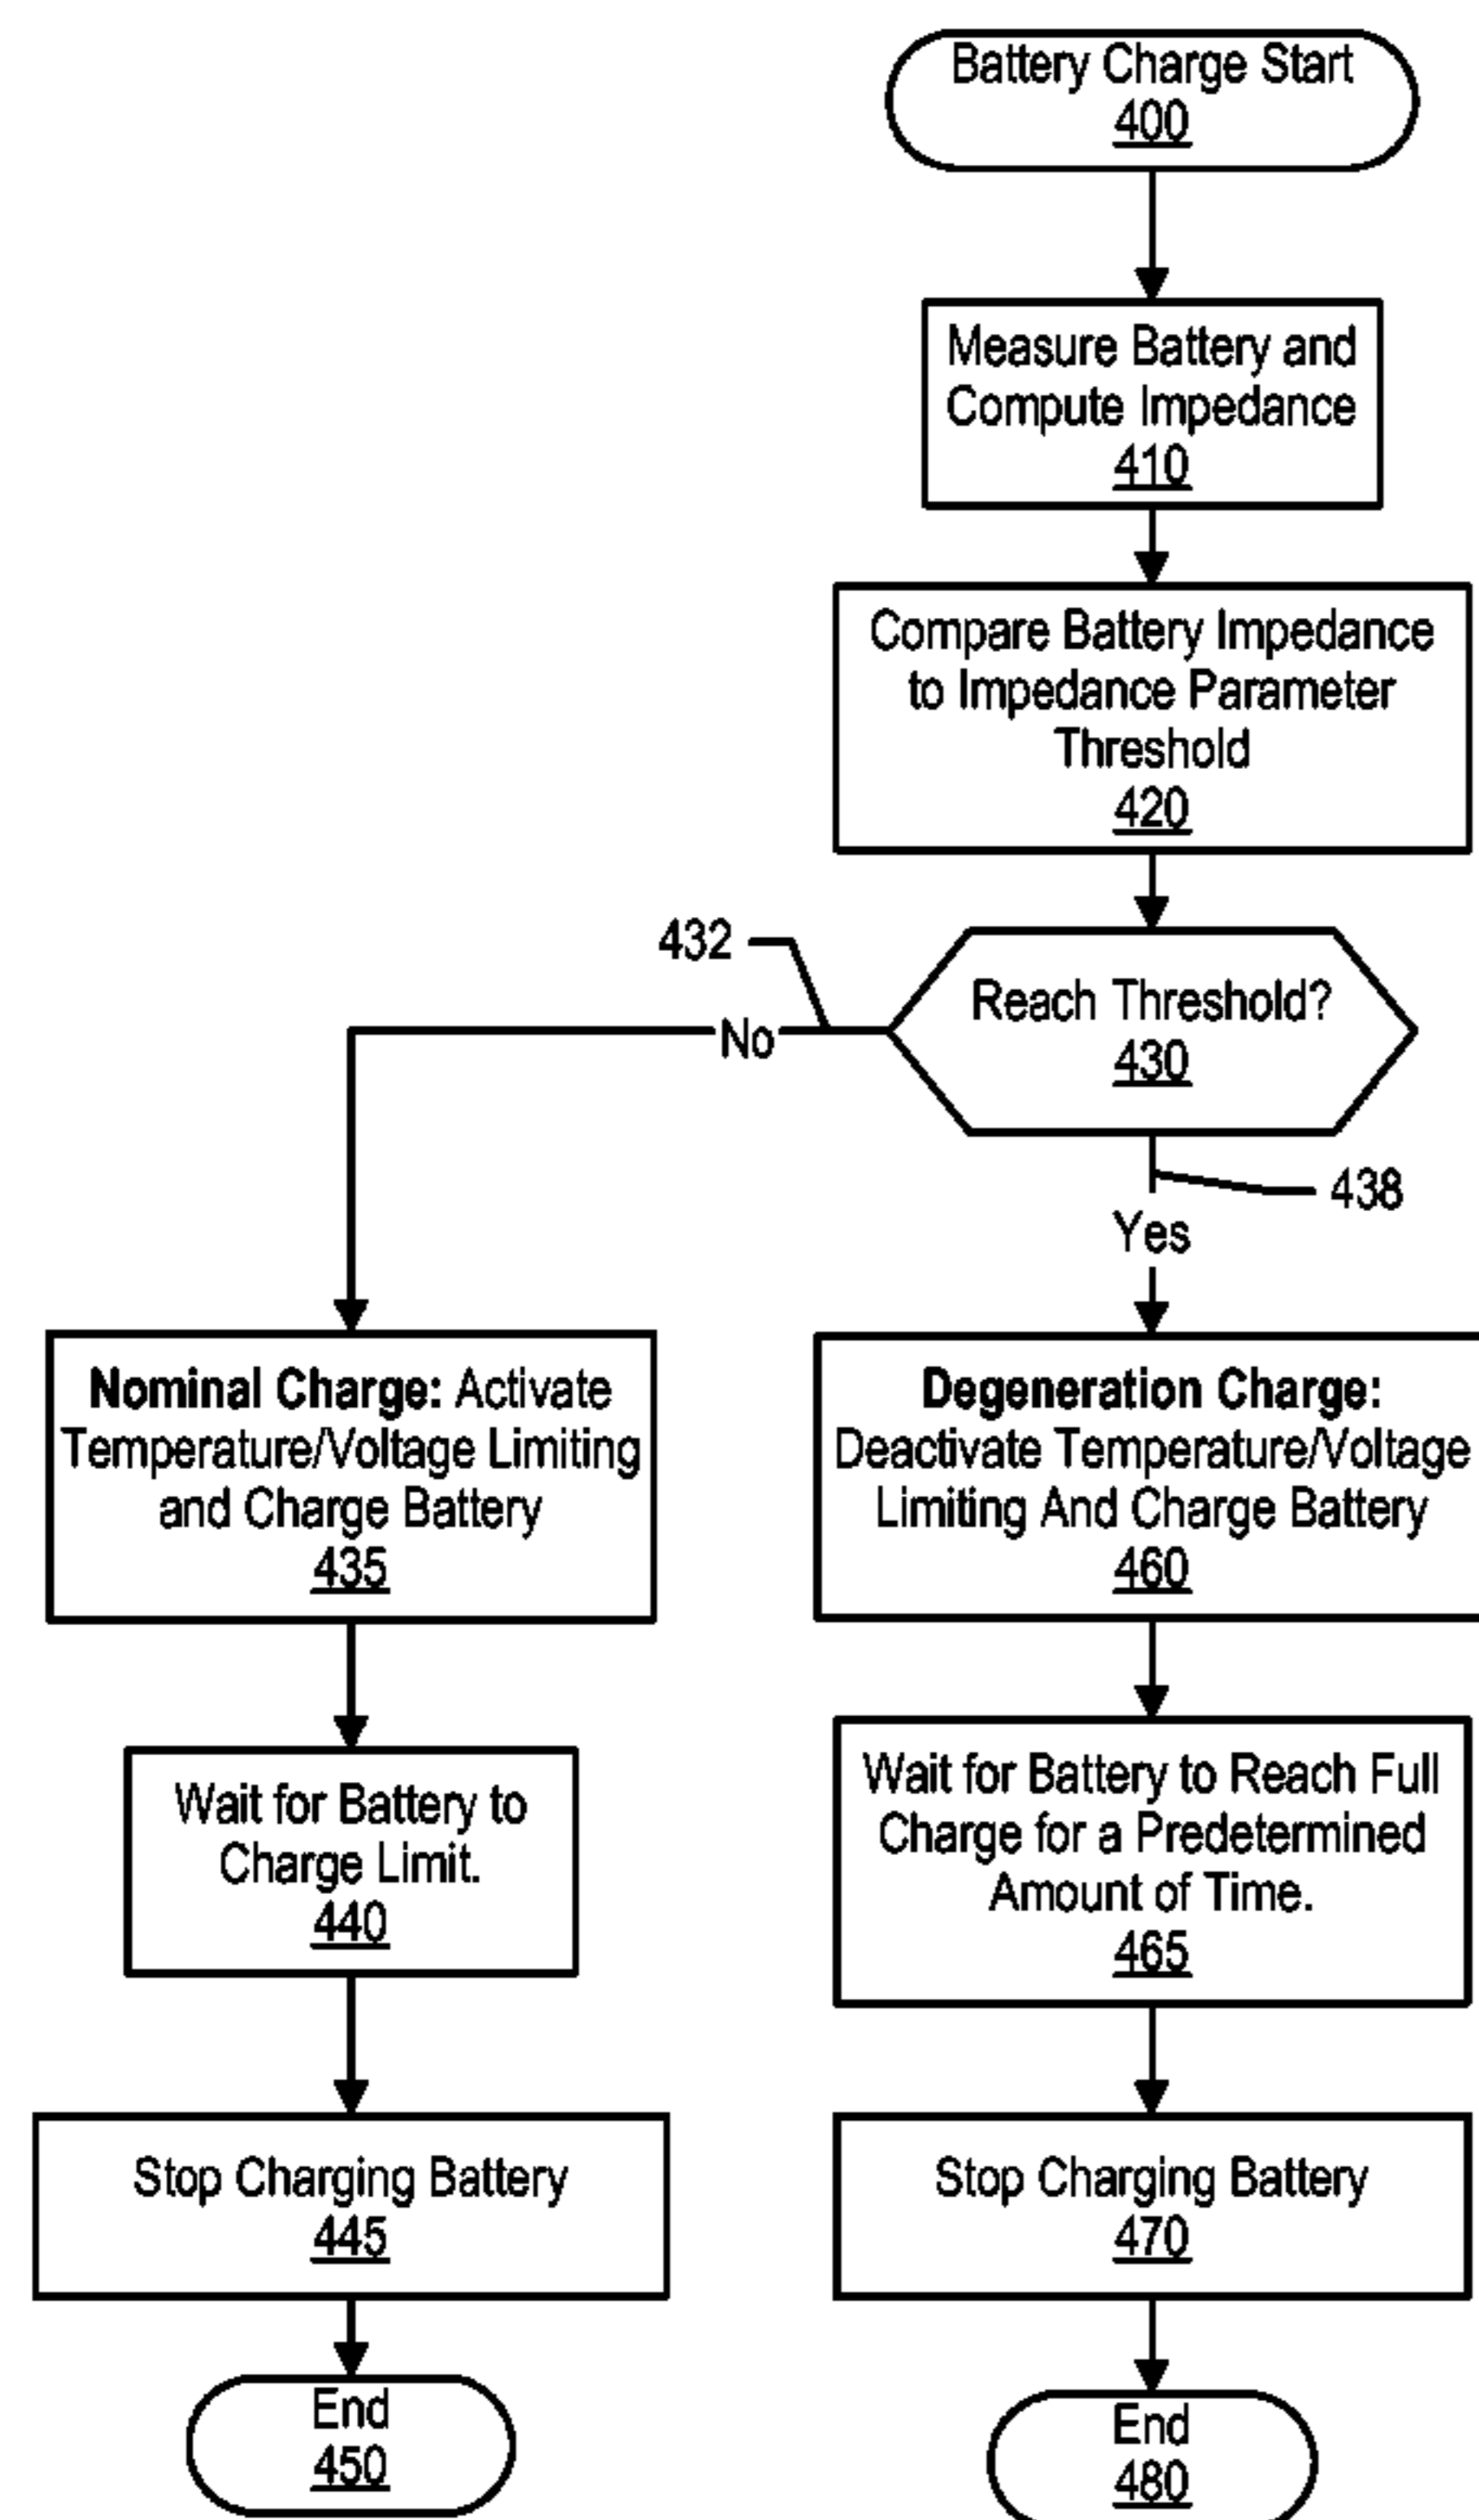 Battery Charge Start
400
Measure Battery and
Compute Impedance
410
Compare Battery Impedance
to Impedance Parameter
Threshold
420
432
Reach Threshold?
430
No
438
Yes
Nominal Charge: Activate
Temperature/Voltage Limiting
and Charge Battery
435
Degeneration Charge:
Deactivate Temperature/Voltage
Limiting And Charge Battery
460
Wait for Battery to
Charge Limit.
440
Wait for Battery to Reach Full
Charge for a Predetermined
Amount of Time.
465
Stop Charging Battery
445
Stop Charging Battery
470
End
450
End
480